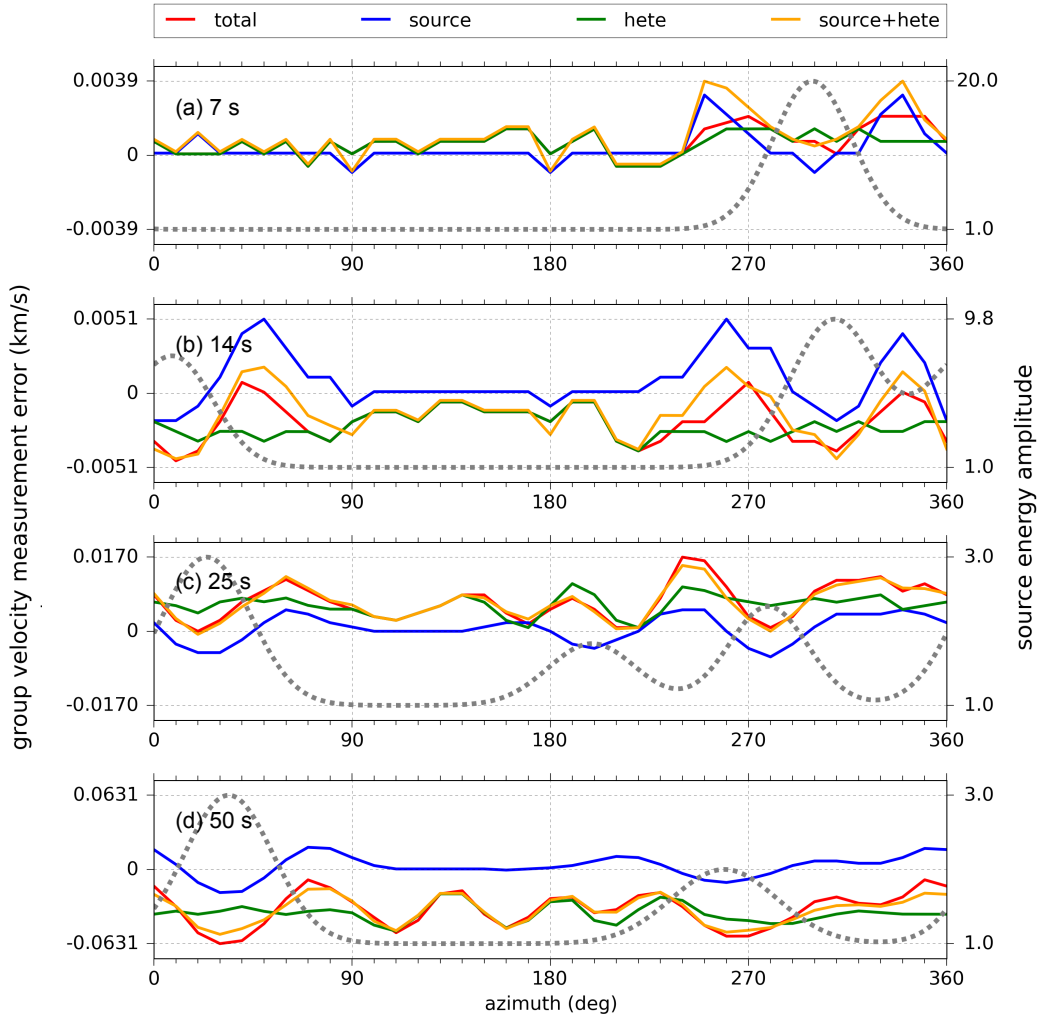 total source hete source+hete
0.0039 (a) 7 s 20.0
0
-0.0039 1.0
0 90 180 270 360
0.0051 (b) 14 s 9.8
0
-0.0051 1.0
0 90 180 270 360
0.0170 (c) 25 s 3.0
0
-0.0170 1.0
0 90 180 270 360
0.0631 (d) 50 s 3.0
0
-0.0631 1.0
0 90 180 270 360
azimuth (deg)
group velocity measurement error (km/s)
source energy amplitude